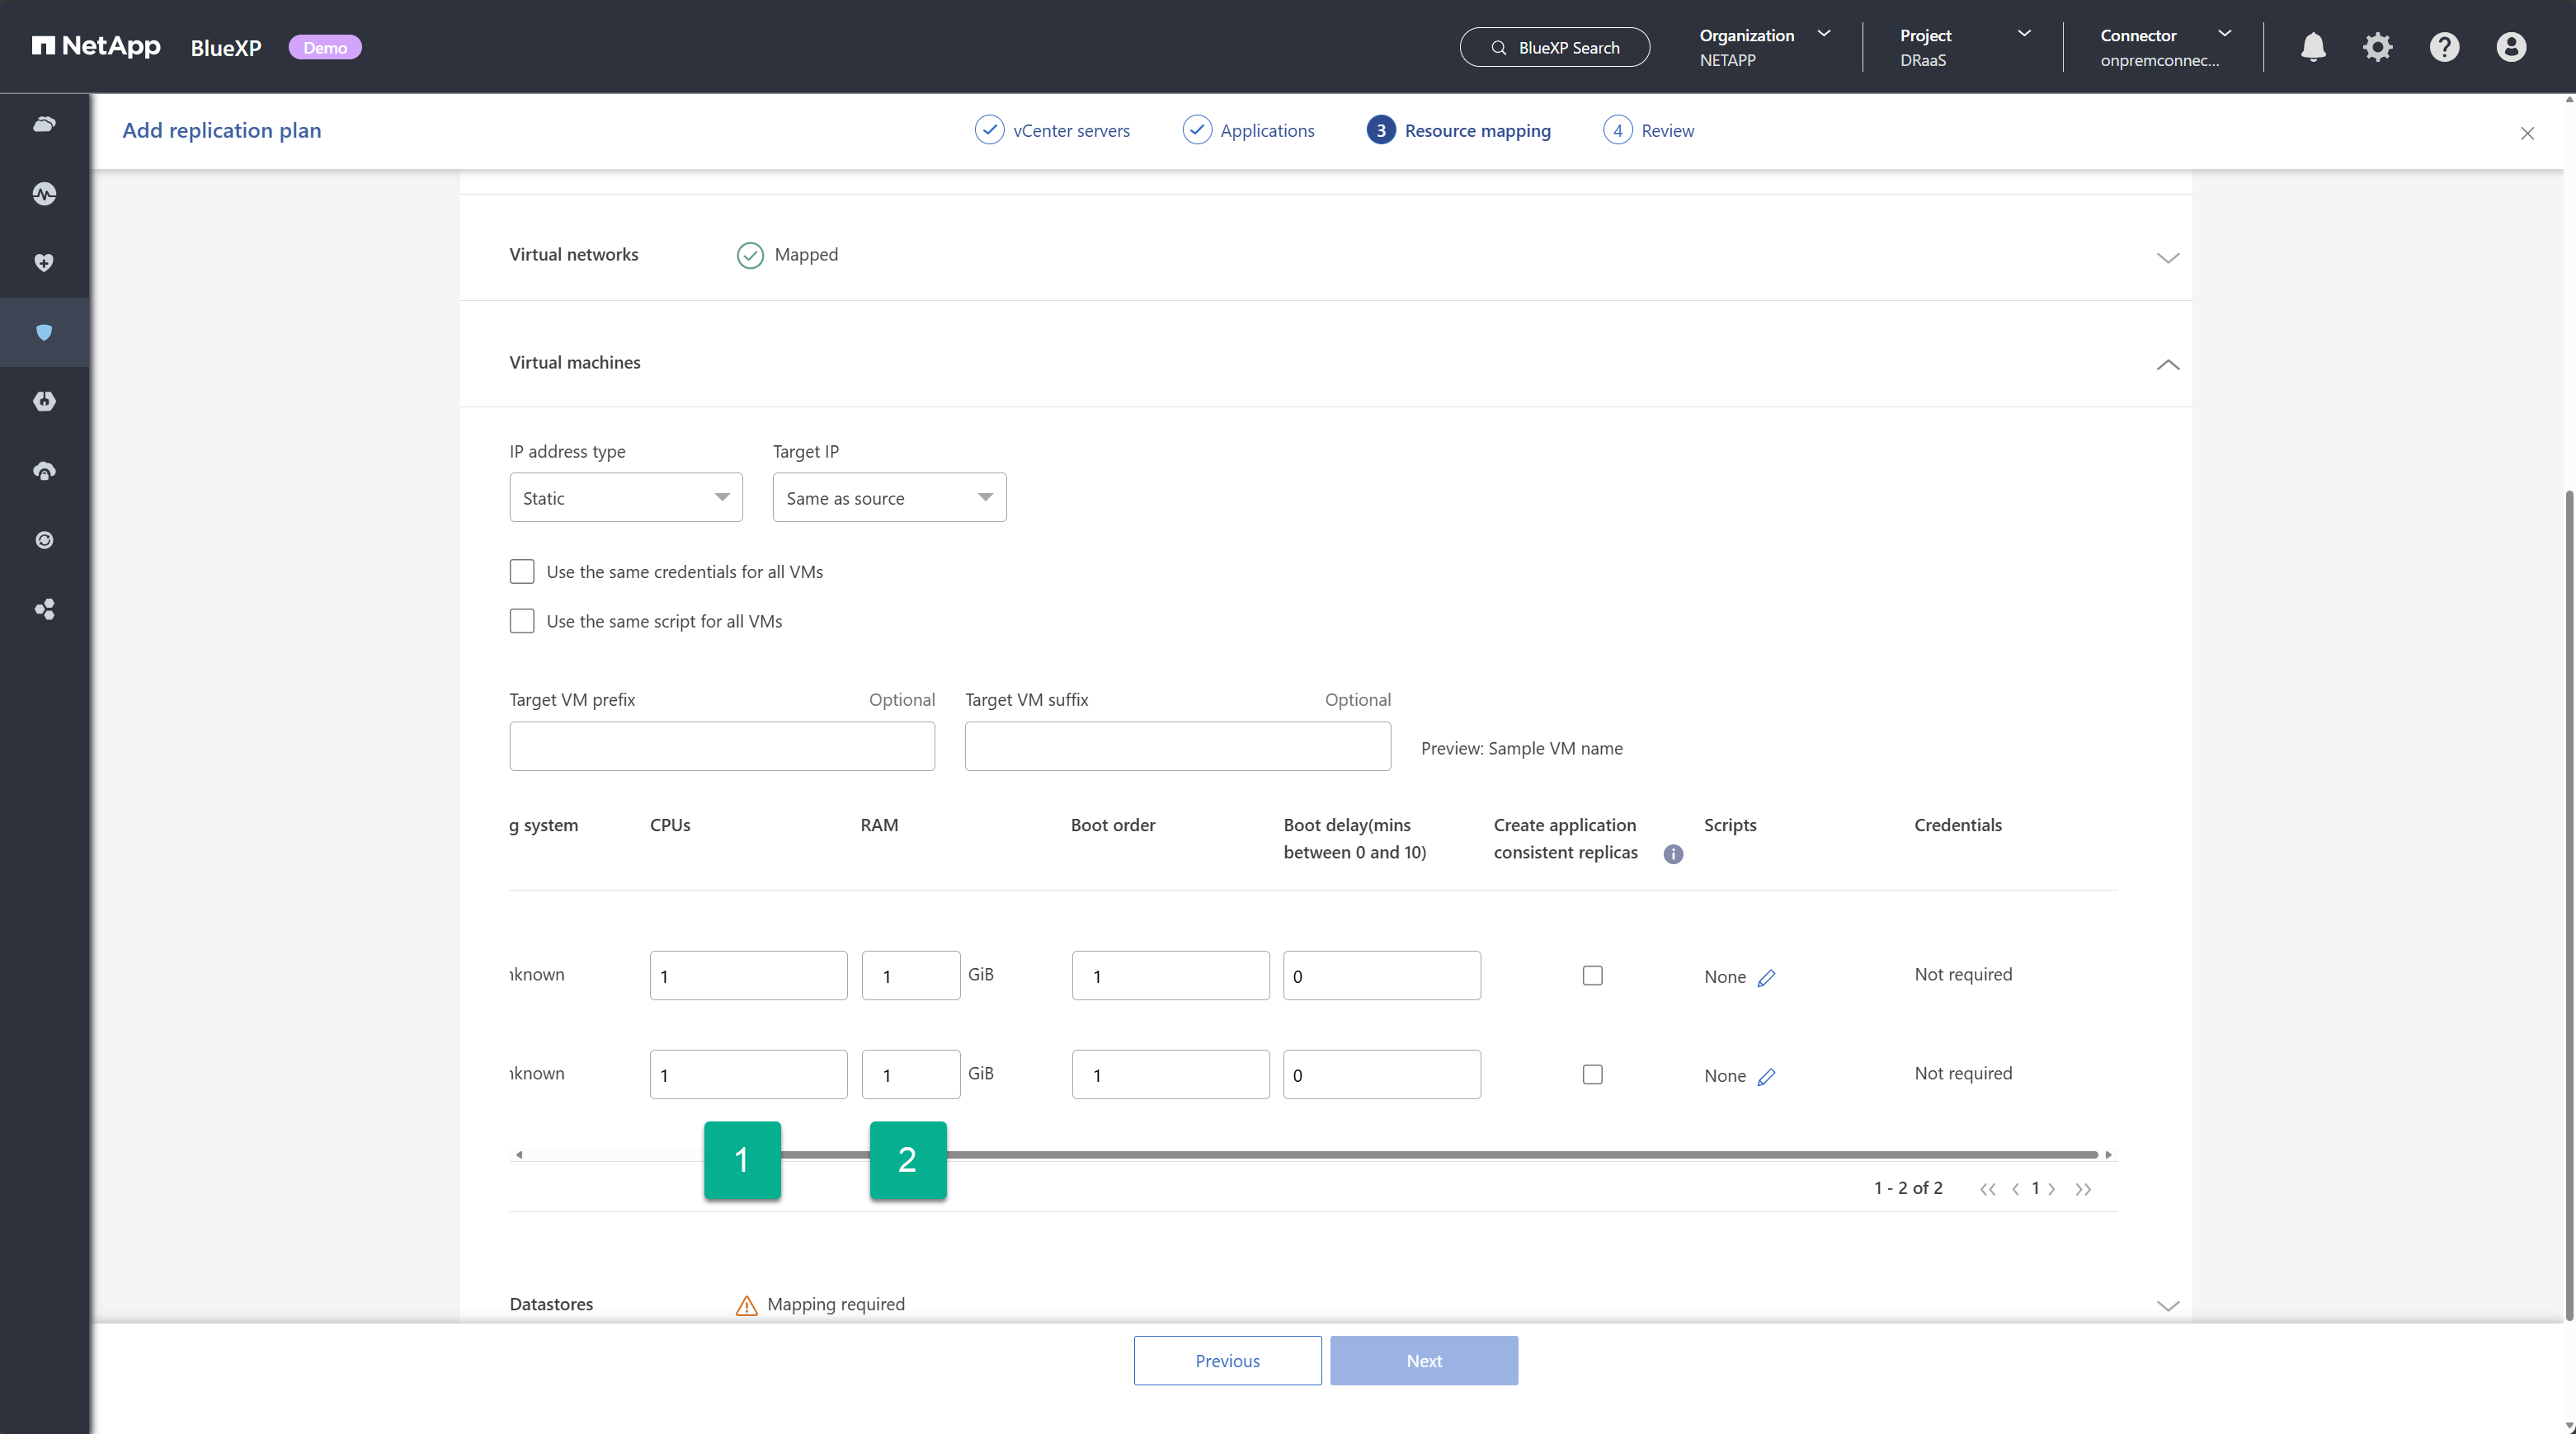 NetApp BlueXP Demo
BlueXP Search
Organization
NETAPP
Project
DRaaS
Connector
onpremconnec...
Add replication plan
vCenter servers
Applications
3 Resource mapping
4 Review
Virtual networks Mapped
Virtual machines
IP address type Target IP
Static Same as source
Use the same credentials for all VMs
Use the same script for all VMs
Target VM prefix Optional Target VM suffix Optional
Preview: Sample VM name
g system CPUs RAM Boot order Boot delay(mins between 0 and 10) Create application consistent replicas Scripts Credentials
nknown 1 1 GiB 1 0 None Not required
nknown 1 1 GiB 1 0 None Not required
1 2
1 - 2 of 2 << < 1 > >>
Datastores Mapping required
Previous Next